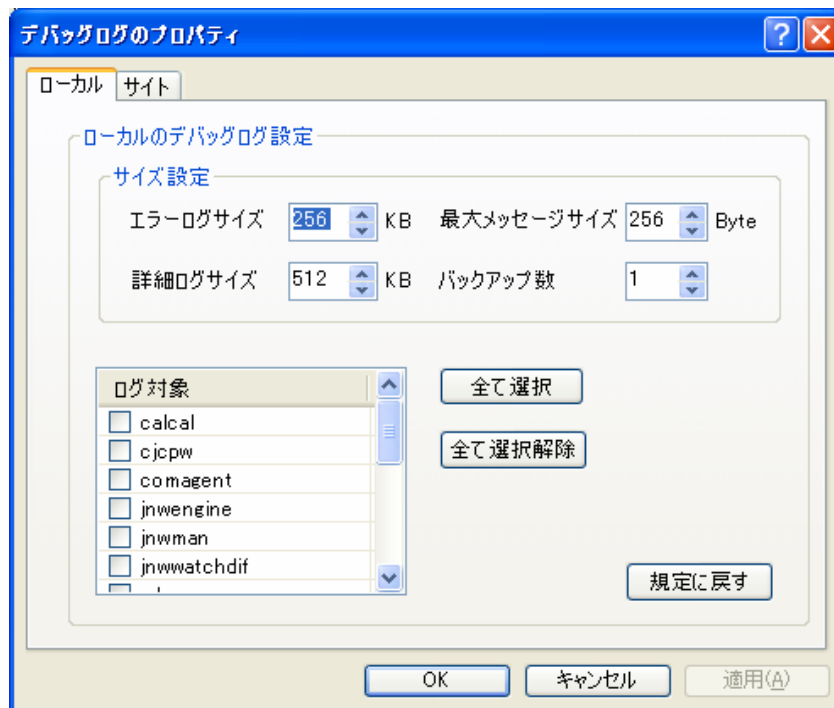 デバッグログのプロパティ
ローカル サイト
ローカルのデバッグログ設定
サイズ設定
エラーログサイズ 256 KB 最大メッセージサイズ 256 Byte
詳細ログサイズ 512 KB バックアップ数 1
ログ対象
全て選択
calcal
cjcpw
全て選択解除
comagent
jnwengine
jnwman
jnwwatchdif
規定に戻す
OK キャンセル 適用(A)